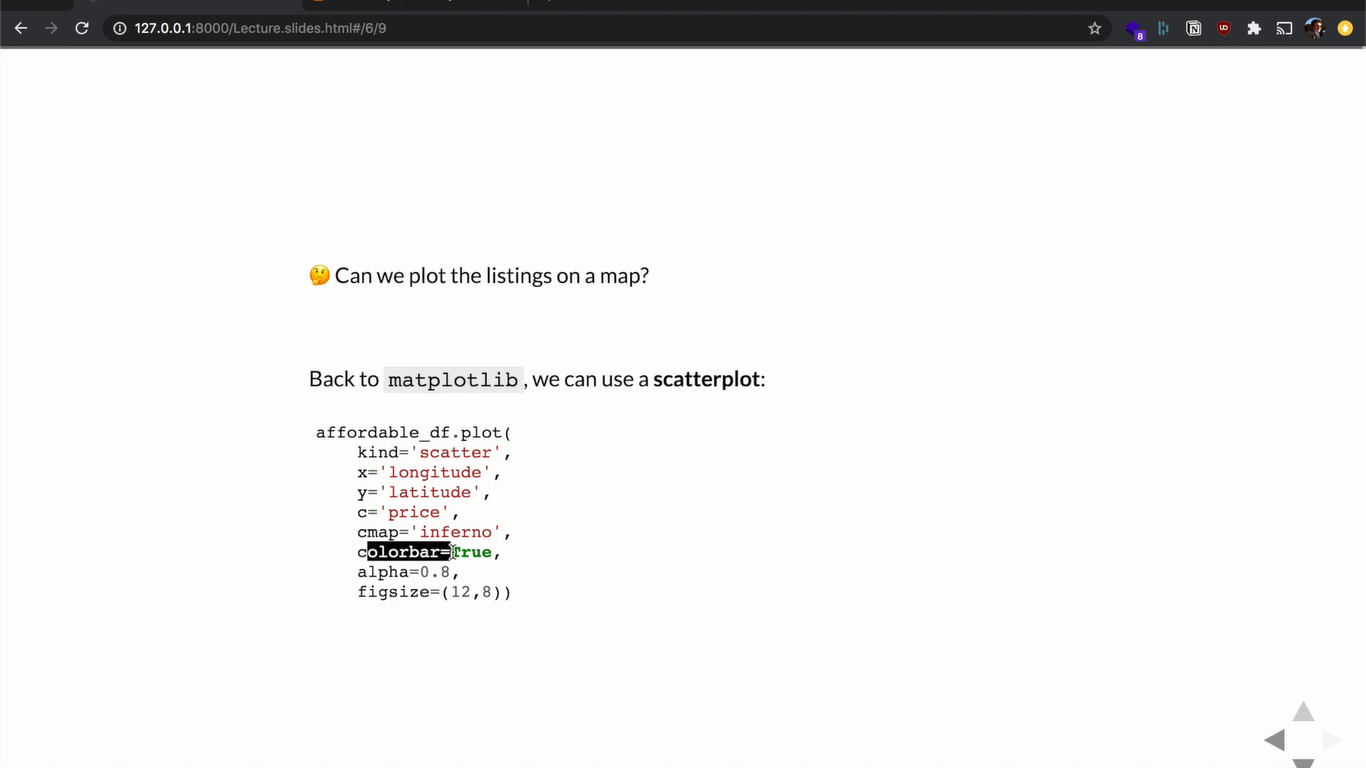 127.0.0.1:8000/Lecture.slides.html#/6/9
8
🤔 Can we plot the listings on a map?
Back to matplotlib, we can use a scatterplot:
affordable_df.plot(
    kind='scatter',
    x='longitude',
    y='latitude',
    c='price',
    cmap='inferno',
    colorbar=True,
    alpha=0.8,
    figsize=(12,8))